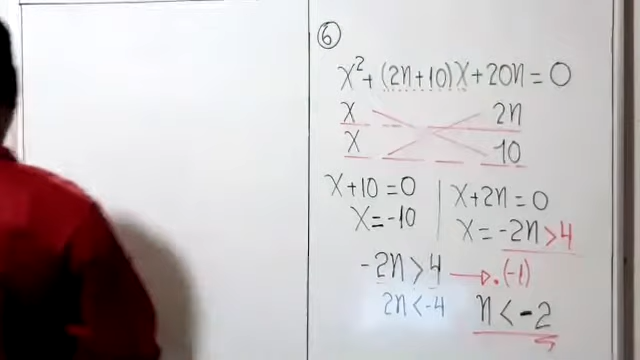 6
x² + (2n+10)x + 20n = 0
x 2n
x 10
x + 10 = 0
x = -10
x + 2n = 0
x = -2n > 4
-2n > 4 → .(-1)
2n < -4
n < -2